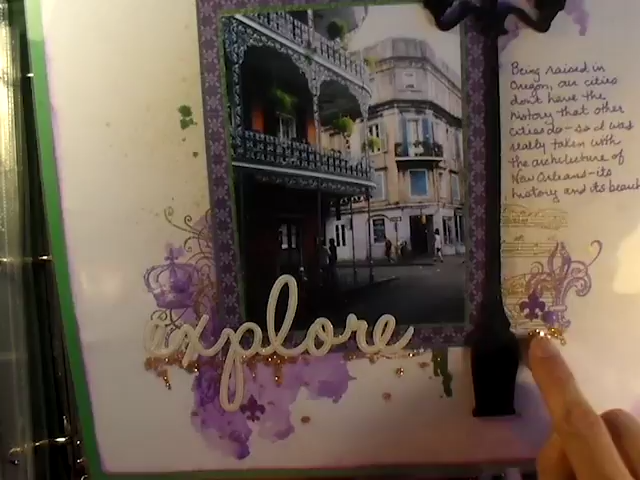 Being raised in
Oregon, our cities
don't have the
history that other
cities do - so I was
really taken with
the architecture of
New Orleans - its
history and its beauty
explore